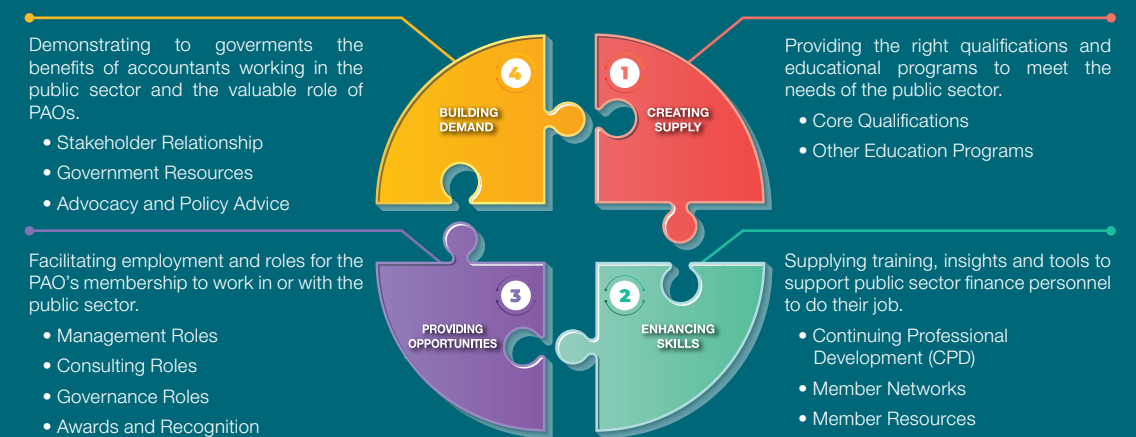 Demonstrating to goverments the
benefits of accountants working in the
public sector and the valuable role of
PAOs.
• Stakeholder Relationship
• Government Resources
• Advocacy and Policy Advice
4
BUILDING
DEMAND
1
CREATING
SUPPLY
Providing the right qualifications and
educational programs to meet the
needs of the public sector.
• Core Qualifications
• Other Education Programs
Facilitating employment and roles for the
PAO's membership to work in or with the
public sector.
• Management Roles
• Consulting Roles
• Governance Roles
• Awards and Recognition
3
PROVIDING
OPPORTUNITIES
2
ENHANCING
SKILLS
Supplying training, insights and tools to
support public sector finance personnel
to do their job.
• Continuing Professional
Development (CPD)
• Member Networks
• Member Resources